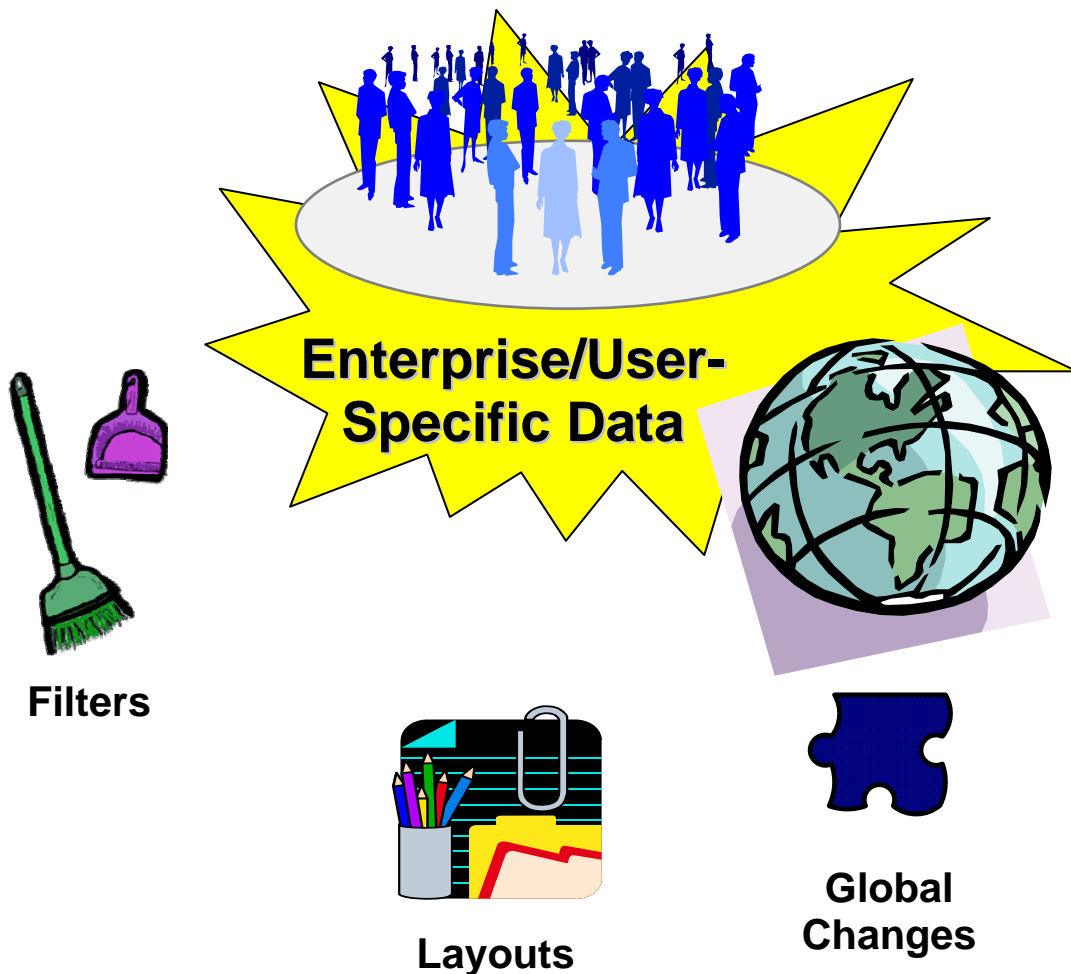 Enterprise/User-
Specific Data
Filters
Layouts
Global
Changes